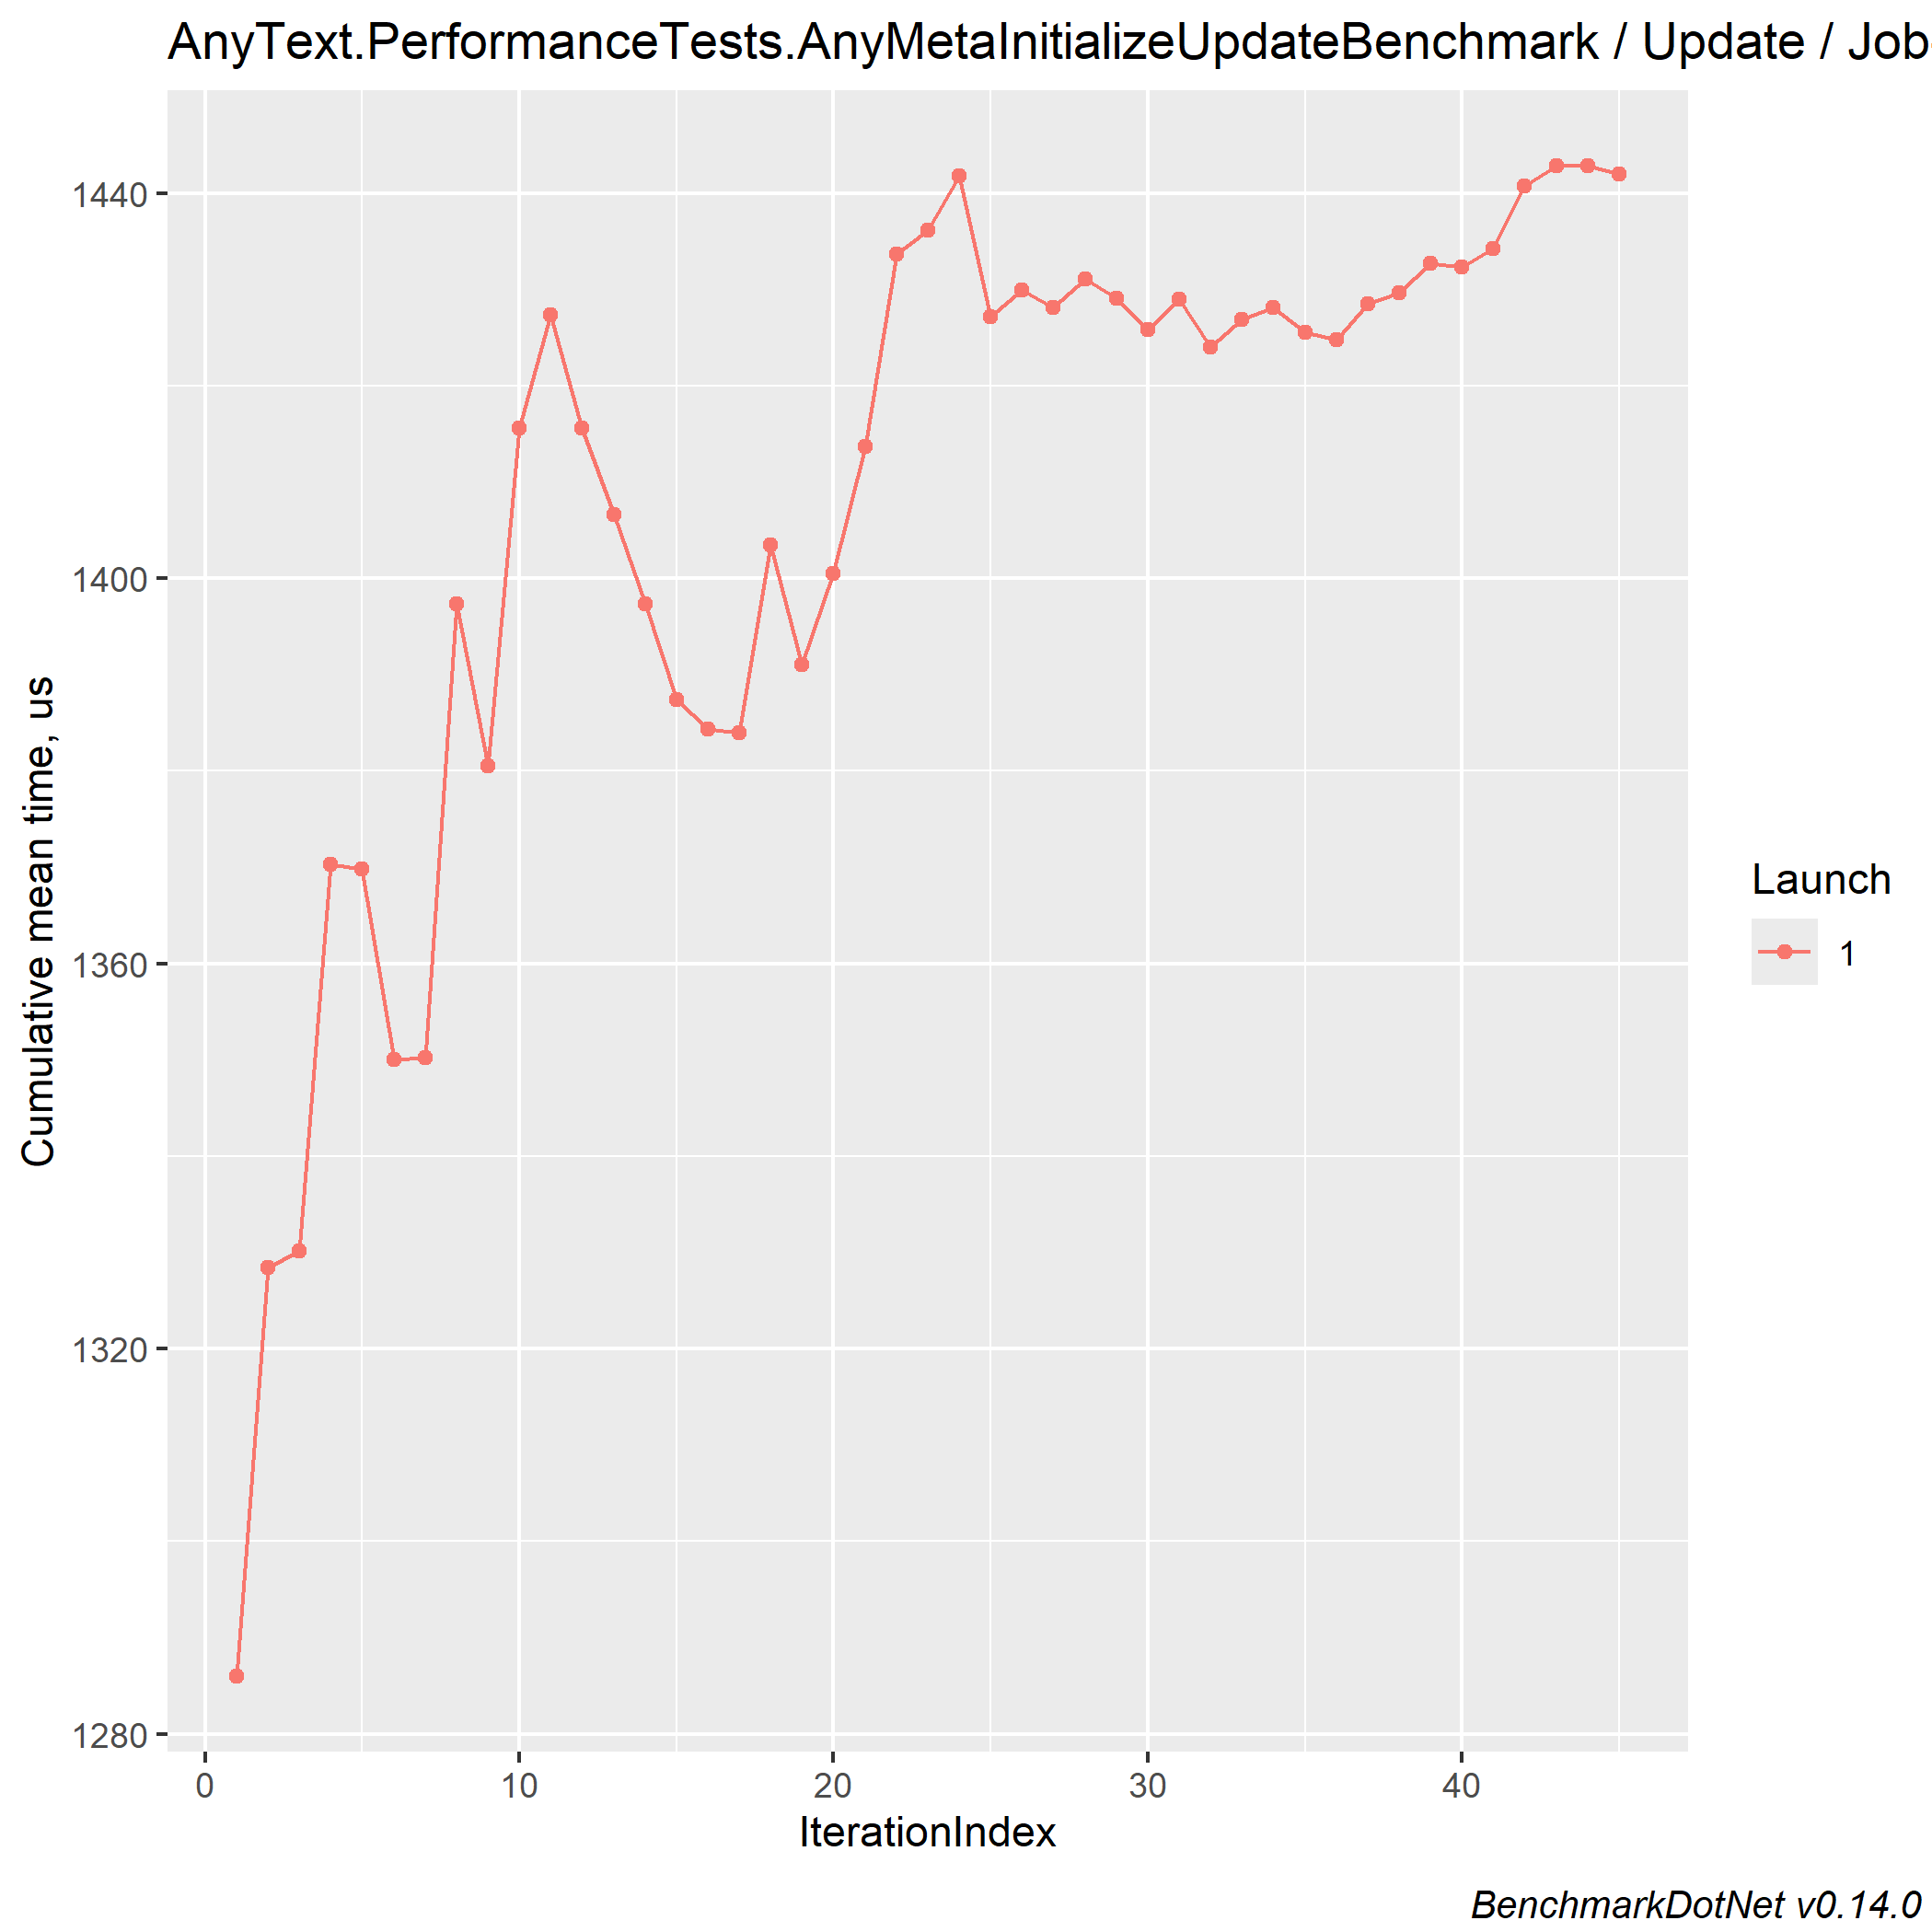 AnyText.PerformanceTests.AnyMetaInitializeUpdateBenchmark / Update / Job
1440
1400
1360
1320
1280
Cumulative mean time, us
0 10 20 30 40
IterationIndex
Launch
1
BenchmarkDotNet v0.14.0